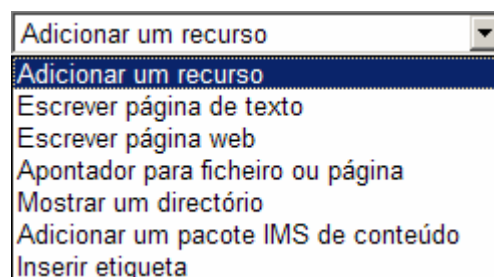 Adicionar um recurso
Adicionar um recurso
Escrever página de texto
Escrever página web
Apontador para ficheiro ou página
Mostrar um directório
Adicionar um pacote IMS de conteúdo
Inserir etiqueta